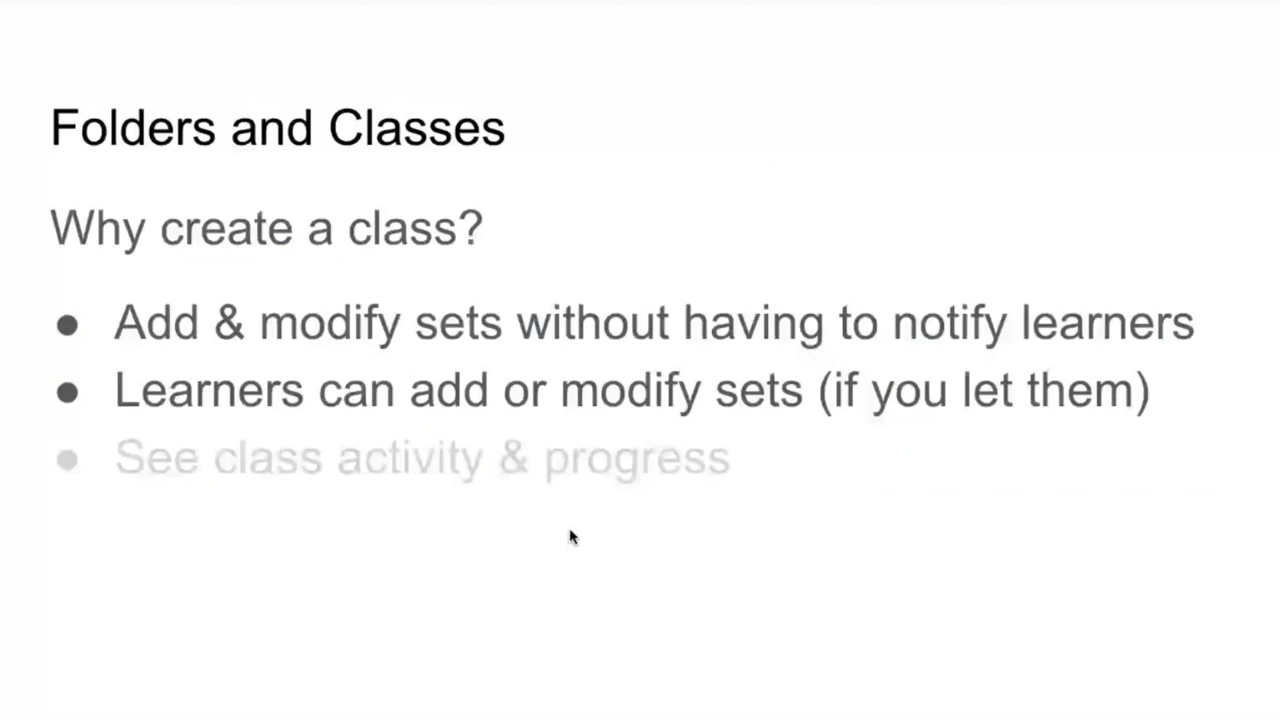 Folders and Classes
Why create a class?
● Add & modify sets without having to notify learners
● Learners can add or modify sets (if you let them)
● See class activity & progress